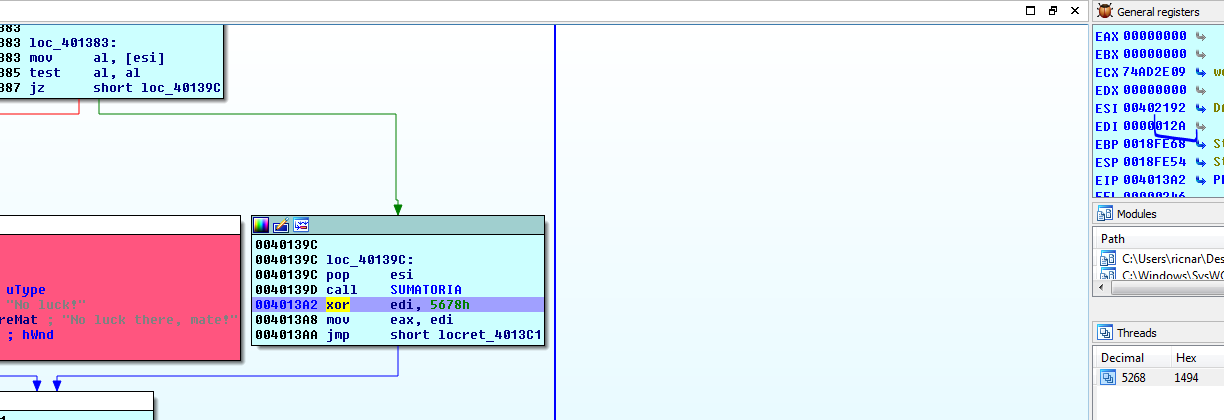 383
383 loc_401383:
383 mov al, [esi]
385 test al, al
387 jz short loc_40139C
uType
"No luck!"
reMat ; "No luck there, mate!"
; hWnd
0040139C
0040139C loc_40139C:
0040139C pop esi
0040139D call SUMATORIA
004013A2 xor edi, 5678h
004013A8 mov eax, edi
004013AA jmp short locret_4013C1
General registers
EAX 00000000
EBX 00000000
ECX 74AD2E09
EDX 00000000
ESI 00402192
EDI 0000012A
EBP 0018FE68
ESP 0018FE54
EIP 004013A2
EFL 00000246
Modules
Path
C:\Users\ricnar\Des
C:\Windows\SysWO
Threads
Decimal Hex
5268 1494